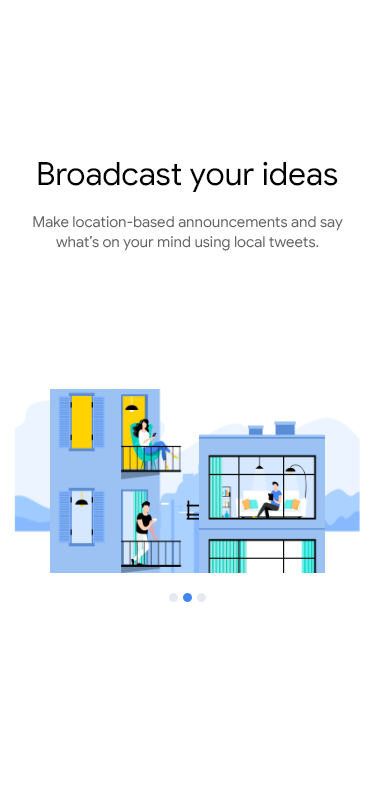 Broadcast your ideas
Make location-based announcements and say
what's on your mind using local tweets.